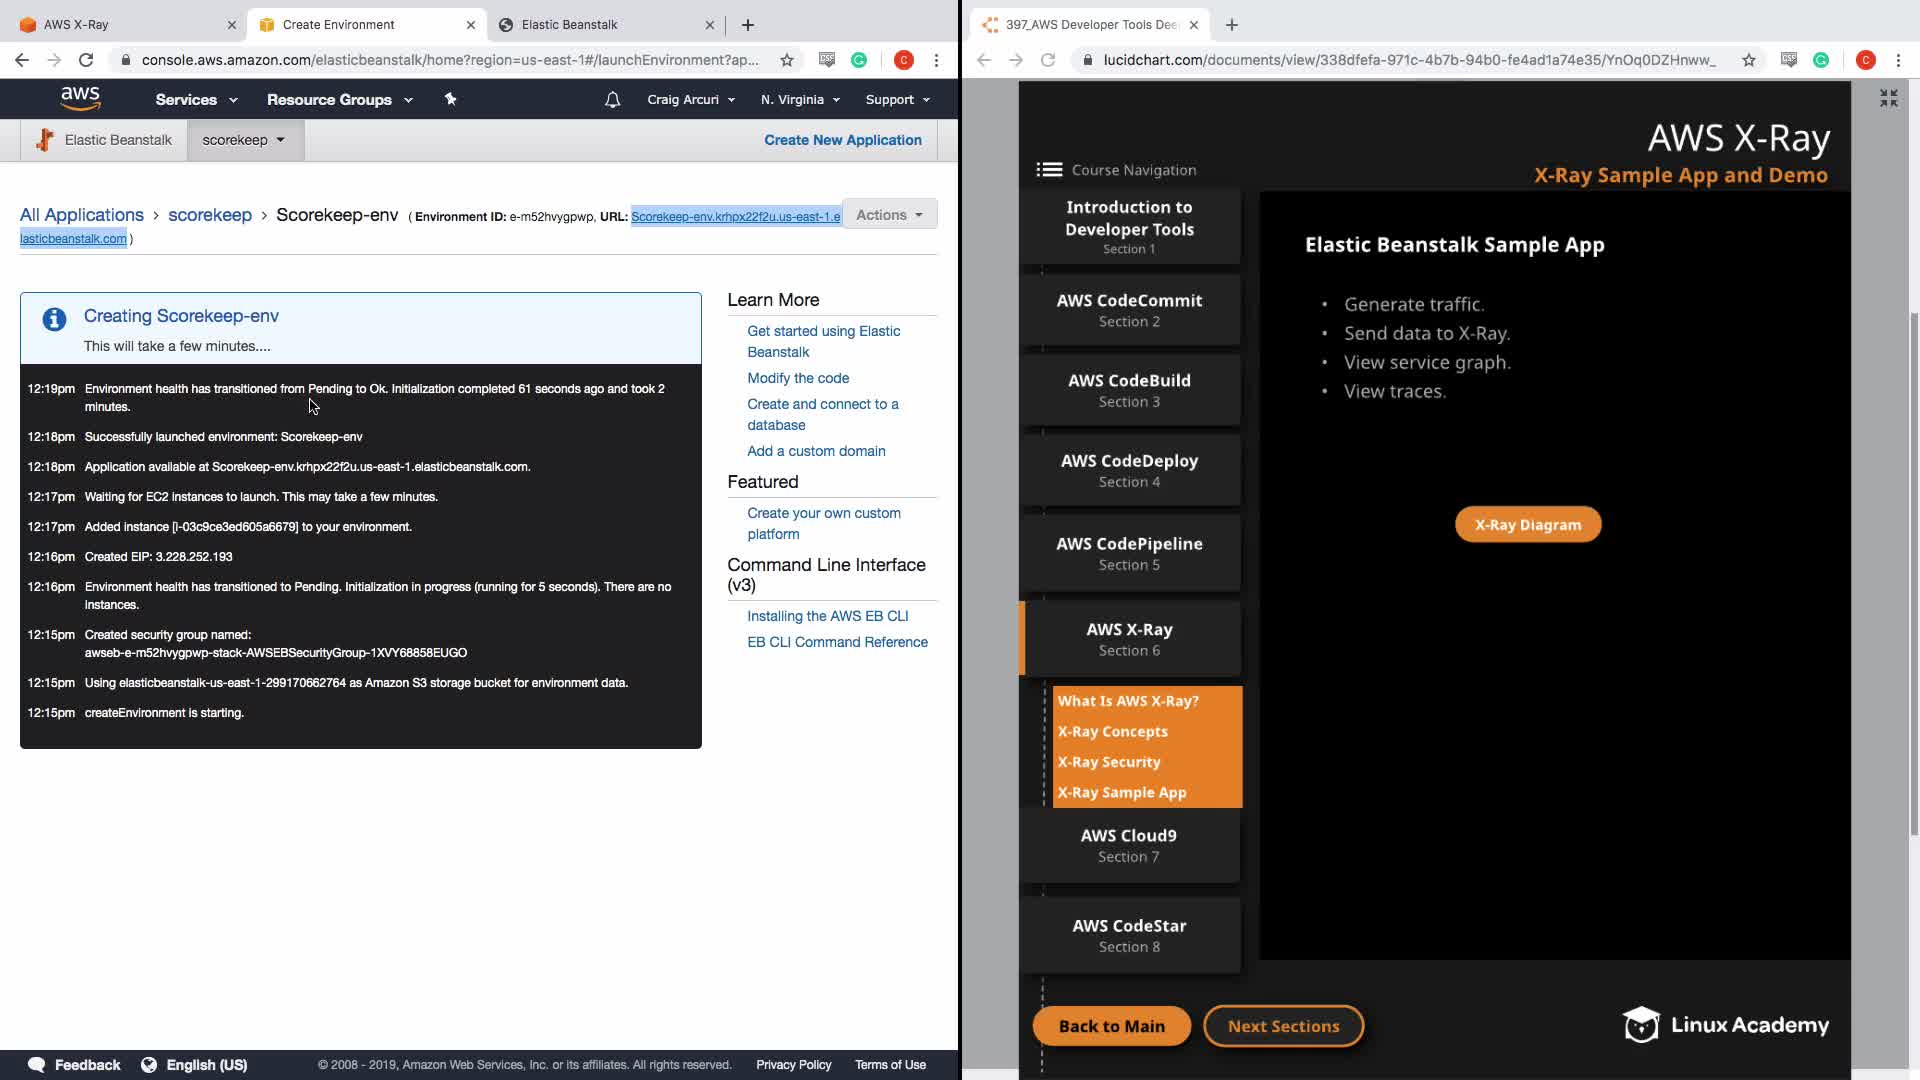 AWS X-Ray
Create Environment
Elastic Beanstalk
console.aws.amazon.com/elasticbeanstalk/home?region=us-east-1#/launchEnvironment?ap...
C
aws
Services
Resource Groups
Craig Arcuri
N. Virginia
Support
Elastic Beanstalk
scorekeep
Create New Application
All Applications > scorekeep > Scorekeep-env ( Environment ID: e-m52hvygpwp, URL: Scorekeep-env.krhpx22f2u.us-east-1.e
lasticbeanstalk.com )
Actions
Creating Scorekeep-env
This will take a few minutes....
12:19pm Environment health has transitioned from Pending to Ok. Initialization completed 61 seconds ago and took 2
minutes.
12:18pm Successfully launched environment: Scorekeep-env
12:18pm Application available at Scorekeep-env.krhpx22f2u.us-east-1.elasticbeanstalk.com.
12:17pm Waiting for EC2 instances to launch. This may take a few minutes.
12:17pm Added instance [i-03c9ce3ed605a6679] to your environment.
12:16pm Created EIP: 3.228.252.193
12:16pm Environment health has transitioned to Pending. Initialization in progress (running for 5 seconds). There are no
instances.
12:15pm Created security group named:
awseb-e-m52hvygpwp-stack-AWSEBSecurityGroup-1XVY68858EUGO
12:15pm Using elasticbeanstalk-us-east-1-299170662764 as Amazon S3 storage bucket for environment data.
12:15pm createEnvironment is starting.
Learn More
Get started using Elastic
Beanstalk
Modify the code
Create and connect to a
database
Add a custom domain
Featured
Create your own custom
platform
Command Line Interface
(v3)
Installing the AWS EB CLI
EB CLI Command Reference
Feedback
English (US)
© 2008 - 2019, Amazon Web Services, Inc. or its affiliates. All rights reserved.
Privacy Policy
Terms of Use
397_AWS Developer Tools Dee
lucidchart.com/documents/view/338dfefa-971c-4b7b-94b0-fe4ad1a74e35/YnOq0DZHnww_
C
AWS X-Ray
X-Ray Sample App and Demo
Course Navigation
Introduction to
Developer Tools
Section 1
AWS CodeCommit
Section 2
AWS CodeBuild
Section 3
AWS CodeDeploy
Section 4
AWS CodePipeline
Section 5
AWS X-Ray
Section 6
What Is AWS X-Ray?
X-Ray Concepts
X-Ray Security
X-Ray Sample App
AWS Cloud9
Section 7
AWS CodeStar
Section 8
Elastic Beanstalk Sample App
• Generate traffic.
• Send data to X-Ray.
• View service graph.
• View traces.
X-Ray Diagram
Back to Main
Next Sections
Linux Academy